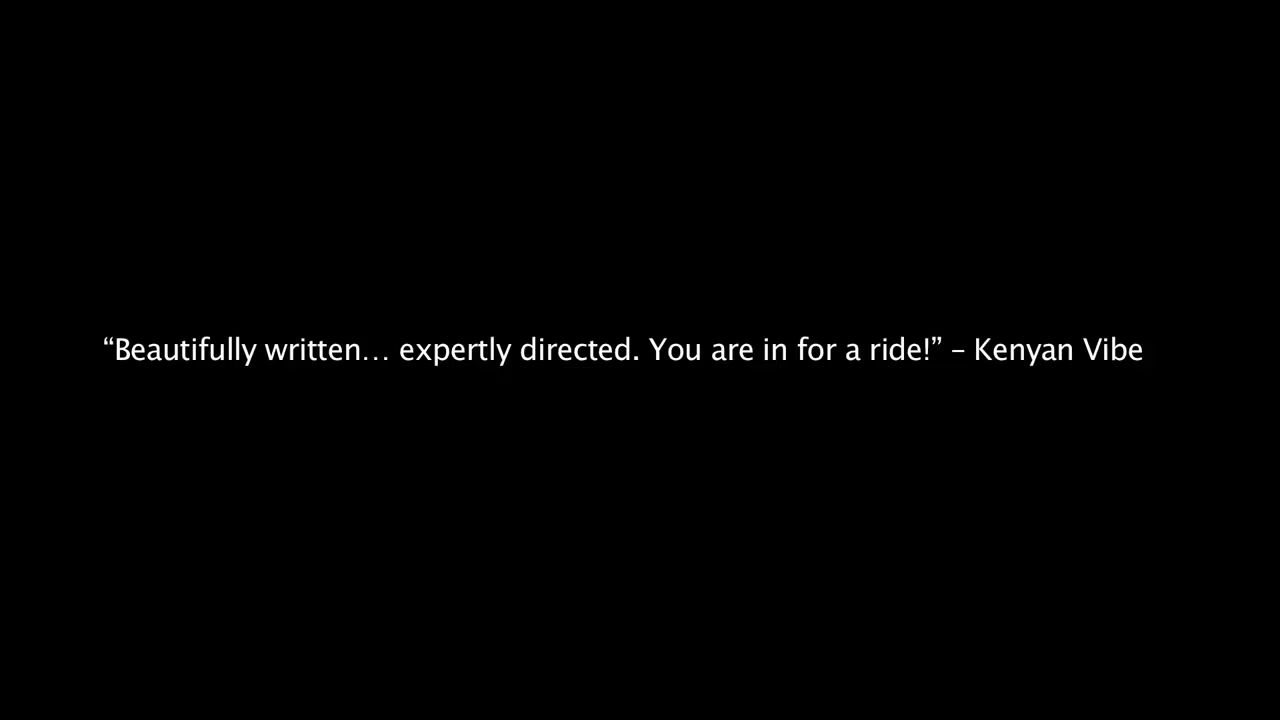 “Beautifully written… expertly directed. You are in for a ride!” – Kenyan Vibe